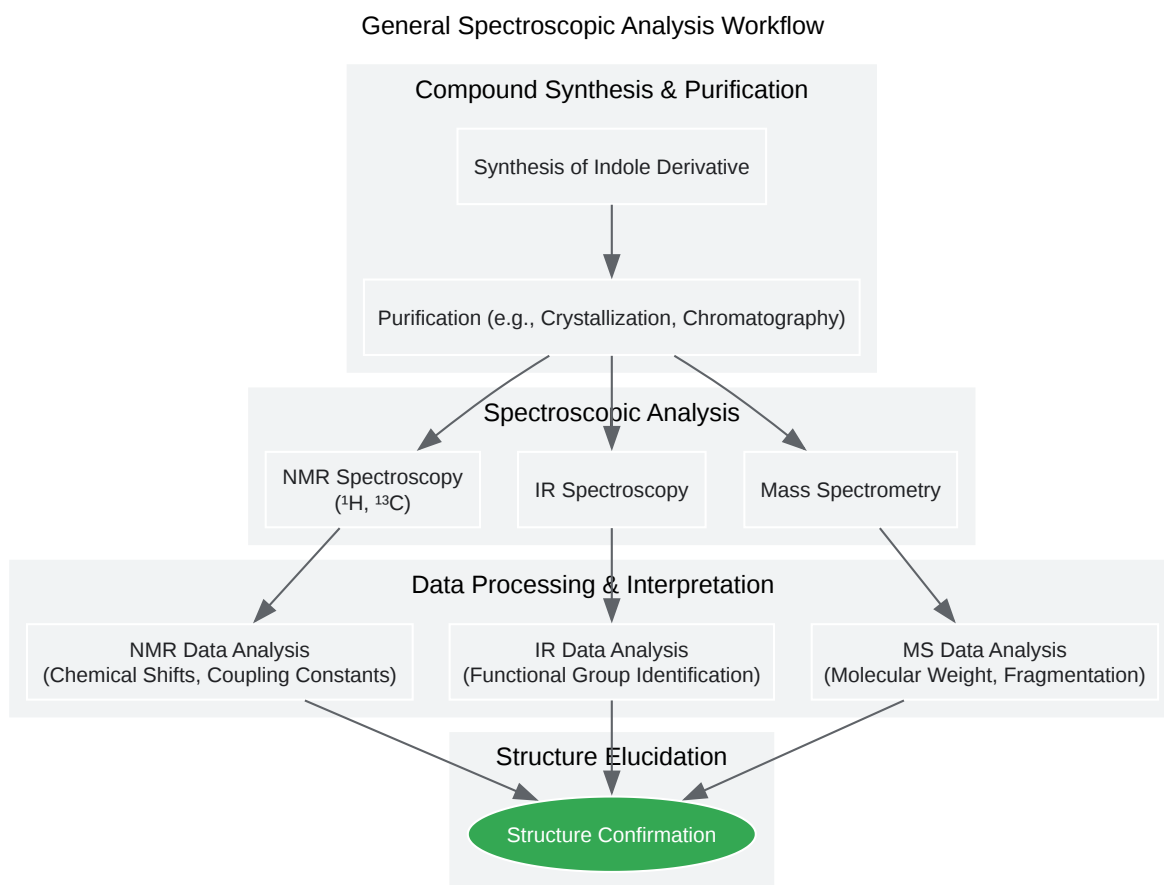 General Spectroscopic Analysis Workflow
Compound Synthesis & Purification
Synthesis of Indole Derivative
Purification (e.g., Crystallization, Chromatography)
Spectroscopic Analysis
NMR Spectroscopy
(¹H, ¹³C)
IR Spectroscopy
Mass Spectrometry
Data Processing & Interpretation
NMR Data Analysis
(Chemical Shifts, Coupling Constants)
IR Data Analysis
(Functional Group Identification)
MS Data Analysis
(Molecular Weight, Fragmentation)
Structure Elucidation
Structure Confirmation